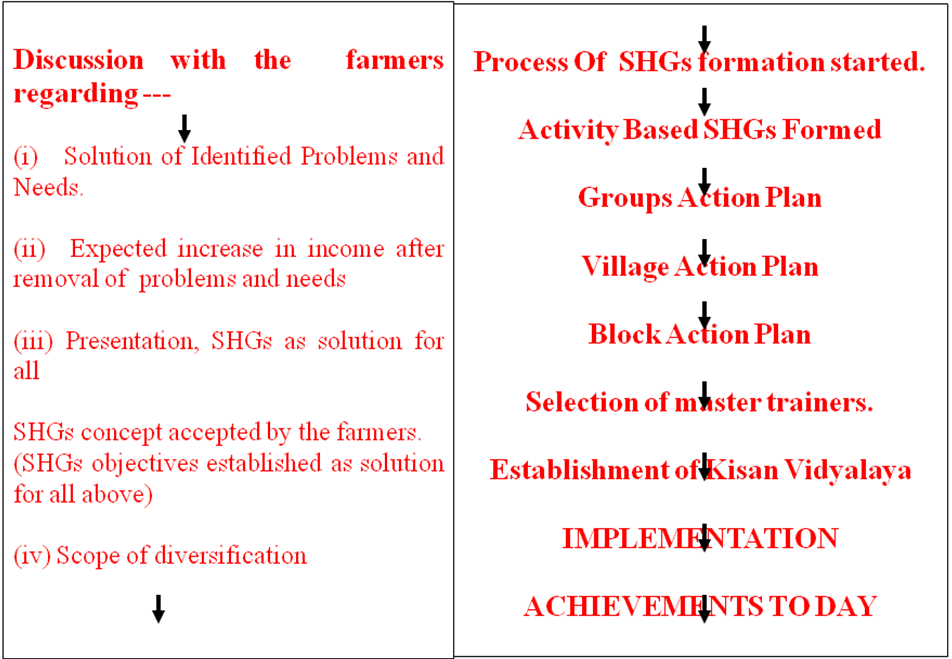 Discussion with the farmers
regarding ---
(i) Solution of Identified Problems and
Needs.
(ii) Expected increase in income after
removal of problems and needs
(iii) Presentation, SHGs as solution for
all
SHGs concept accepted by the farmers.
(SHGs objectives established as solution
for all above)
(iv) Scope of diversification
Process Of SHGs formation started.
Activity Based SHGs Formed
Groups Action Plan
Village Action Plan
Block Action Plan
Selection of master trainers.
Establishment of Kisan Vidyalaya
IMPLEMENTATION
ACHIEVEMENTS TO DAY